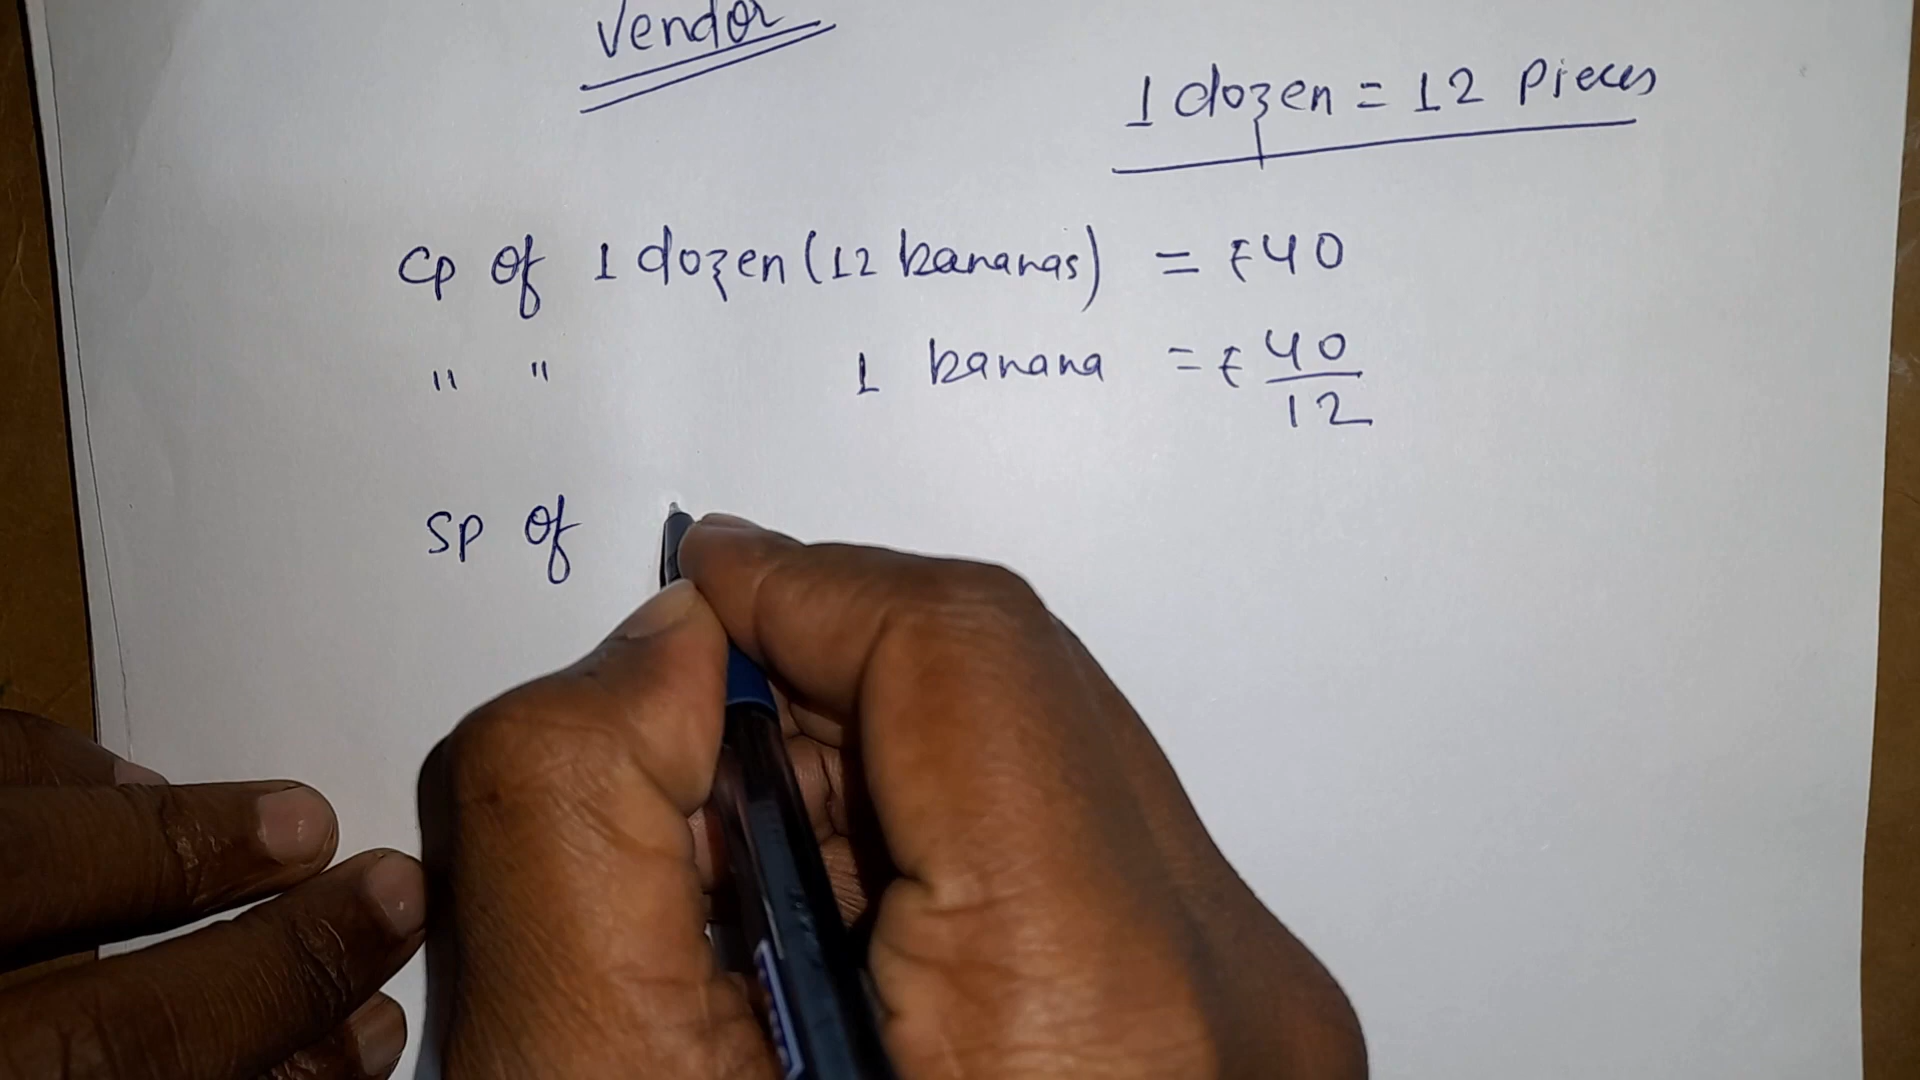 Vendor
1 dozen = 12 Pieces
CP of 1 dozen (12 bananas) = ₹40
" " 1 banana = ₹ 40/12
SP of